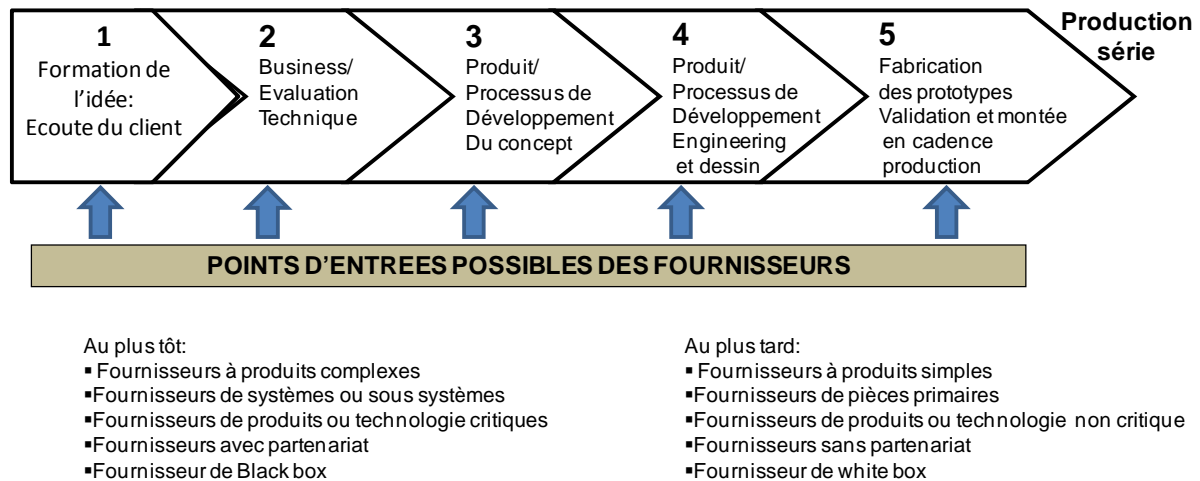 1
Formation de
l'idée:
Ecoute du client
2
Business/
Evaluation
Technique
3
Produit/
Processus de
Développement
Du concept
4
Produit/
Processus de
Développement
Engineering
et dessin
5
Fabrication
des prototypes
Validation et montée
en cadence
production
Production
série
POINTS D'ENTREES POSSIBLES DES FOURNISSEURS
Au plus tôt:
▪ Fournisseurs à produits complexes
▪Fournisseurs de systèmes ou sous systèmes
▪Fournisseurs de produits ou technologie critiques
▪Fournisseurs avec partenariat
▪Fournisseur de Black box
Au plus tard:
▪ Fournisseurs à produits simples
▪Fournisseurs de pièces primaires
▪Fournisseurs de produits ou technologie non critique
▪Fournisseurs sans partenariat
▪Fournisseur de white box